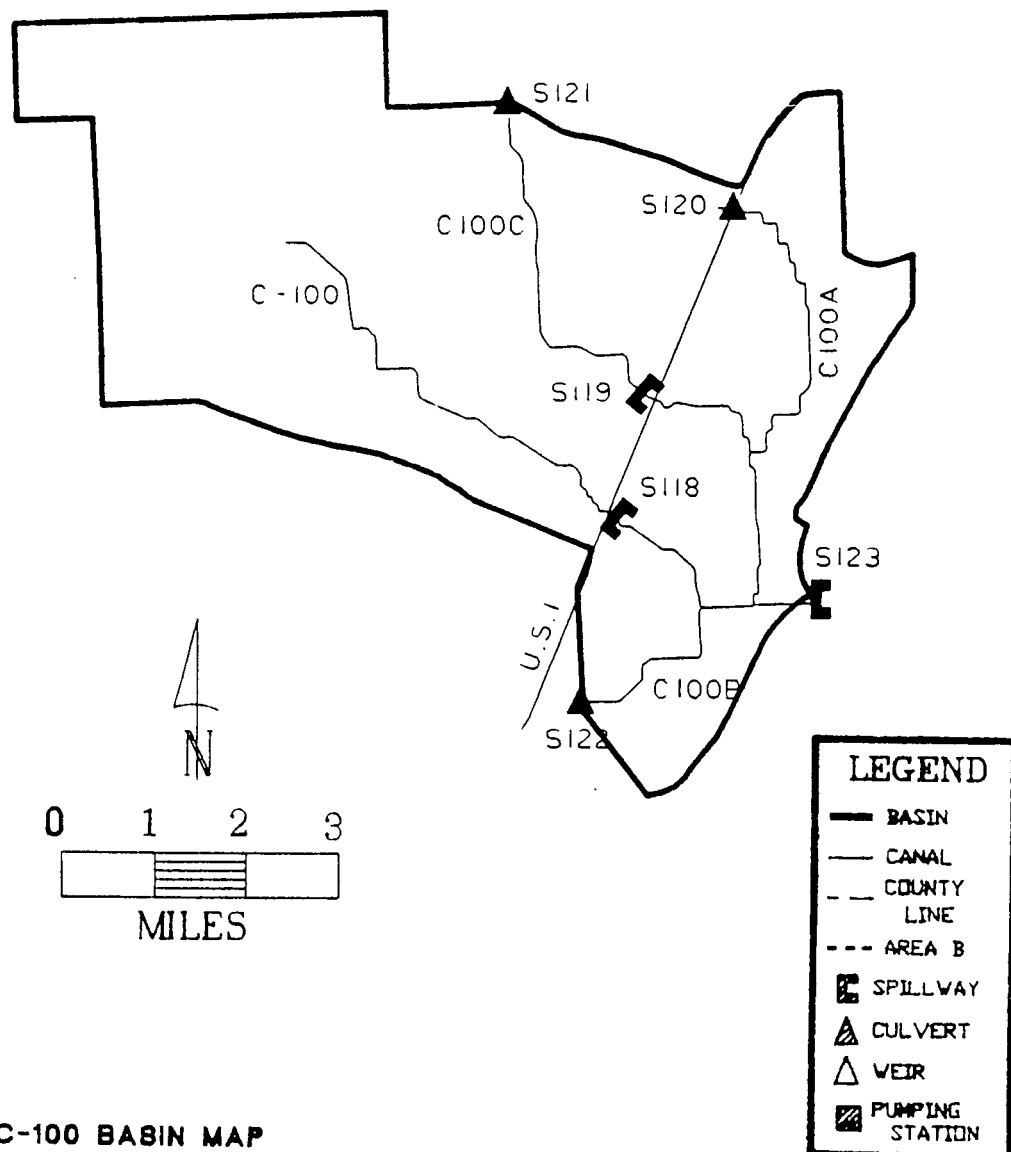 S121
S120
C100C
C-100
C100A
S119
S118
S123
U.S.1
C100B
S122
N
0 1 2 3
MILES
LEGEND
BASIN
CANAL
COUNTY
LINE
AREA B
SPILLWAY
CULVERT
WEIR
PUMPING
STATION
C-100 BASIN MAP